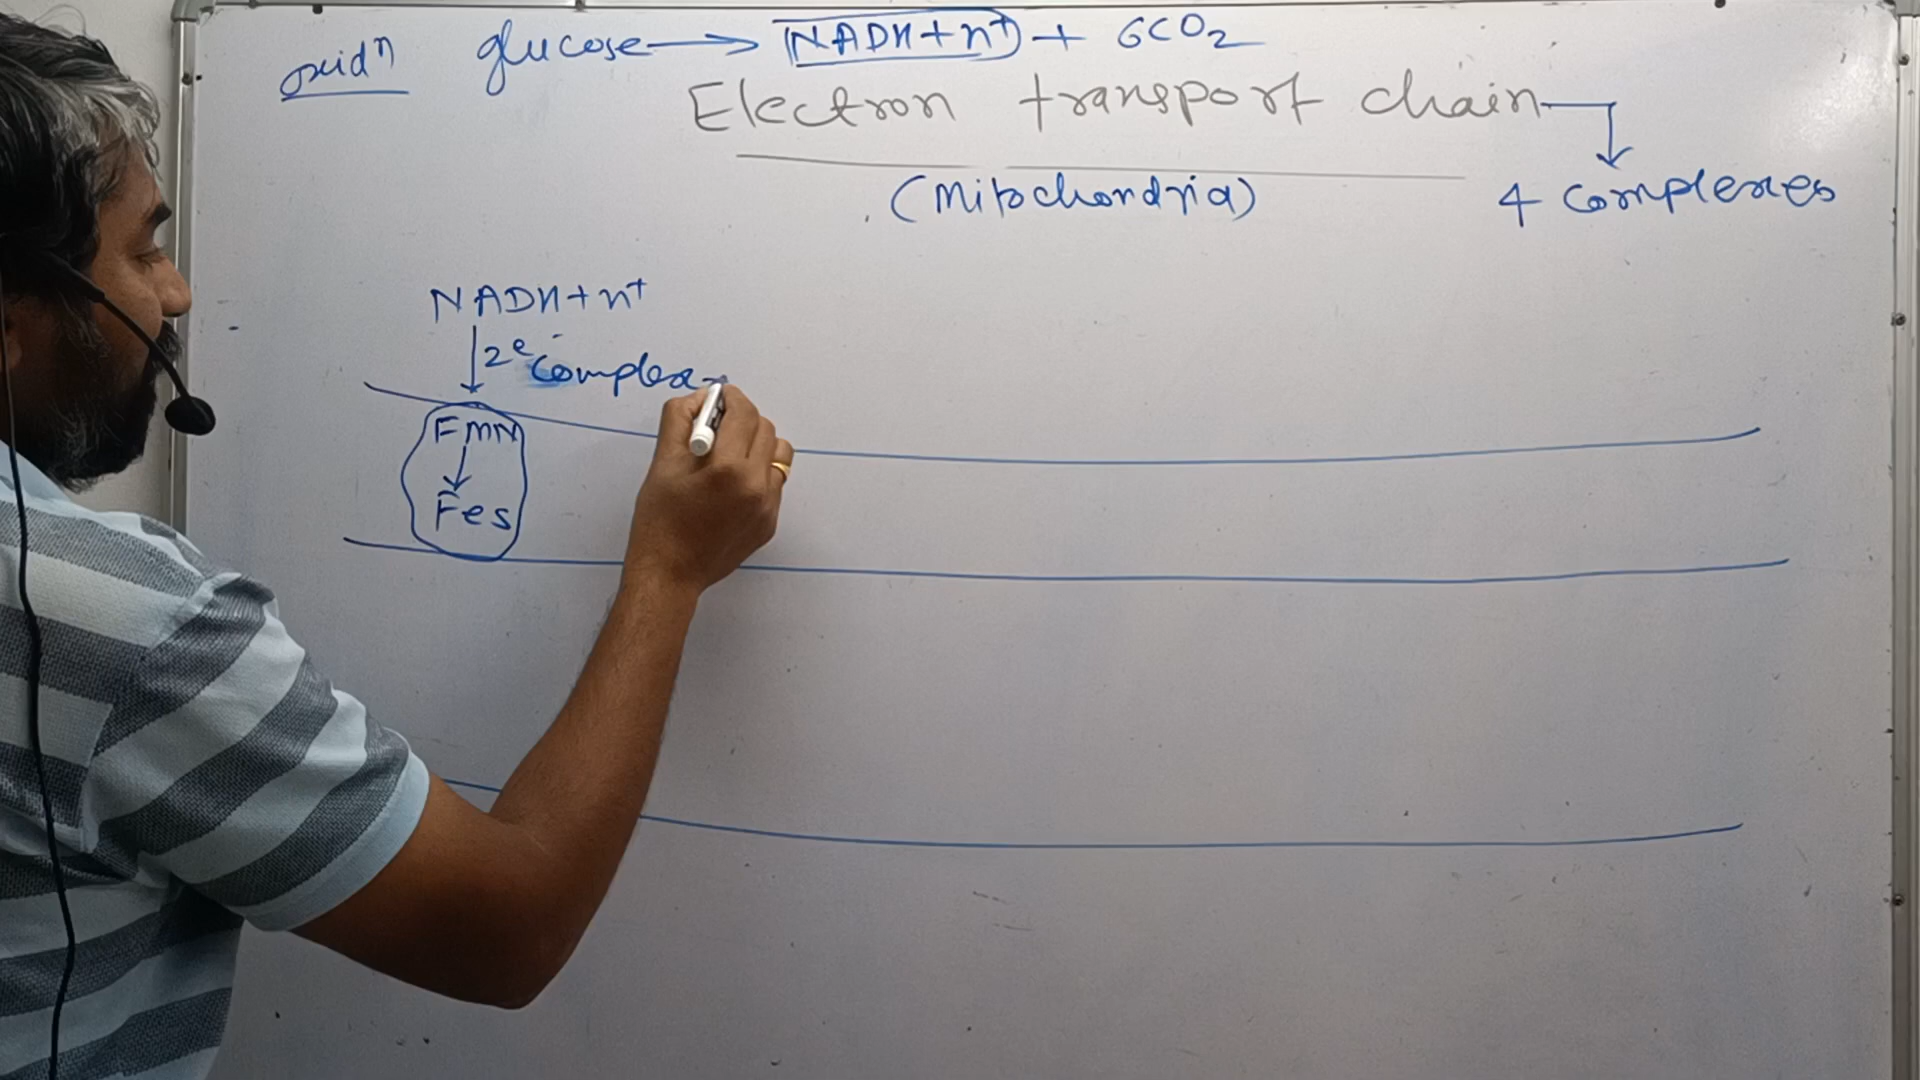 oxidⁿ glucose → NADH+H⁺ + 6CO₂
Electron transport chain
(Mitochondria)
4 Complexes
NADH+H⁺
2e⁻ Complex
FMN
Fes